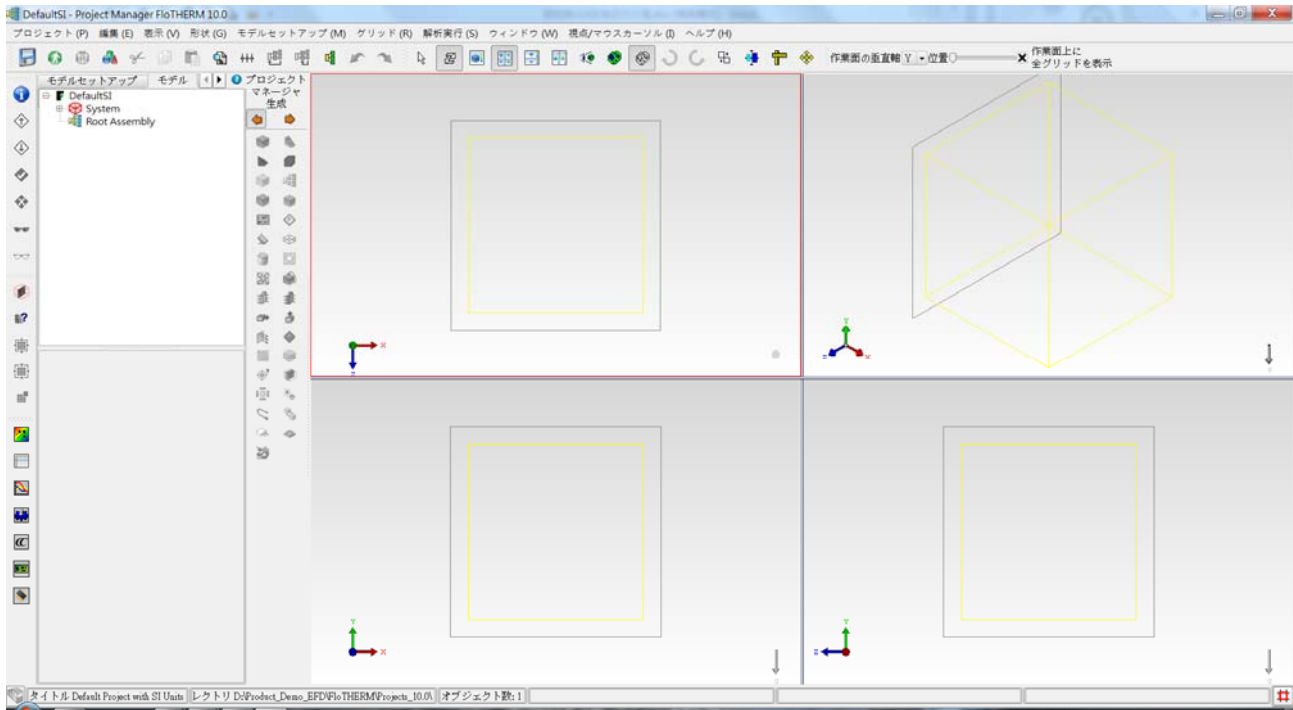 DefaultSI - Project Manager FloTHERM 10.0
プロジェクト (P) 編集 (E) 表示 (V) 形状 (G) モデルセットアップ (M) グリッド (R) 解析実行 (S) ウィンドウ (W) 視点/マウスカーソル (I) ヘルプ (H)
作業面の垂直軸 Y 位置
作業面上に
全グリッドを表示
モデルセットアップ モデル
プロジェクト
マネージャ
生成
DefaultSI
System
Root Assembly
X
Z
Y
Z
X
Y
X
Y
Z
タイトル Default Project with SI Units レクトリ D:\Product_Demo_EFD\FloTHERM\Projects_10.0\ オブジェクト数: 1